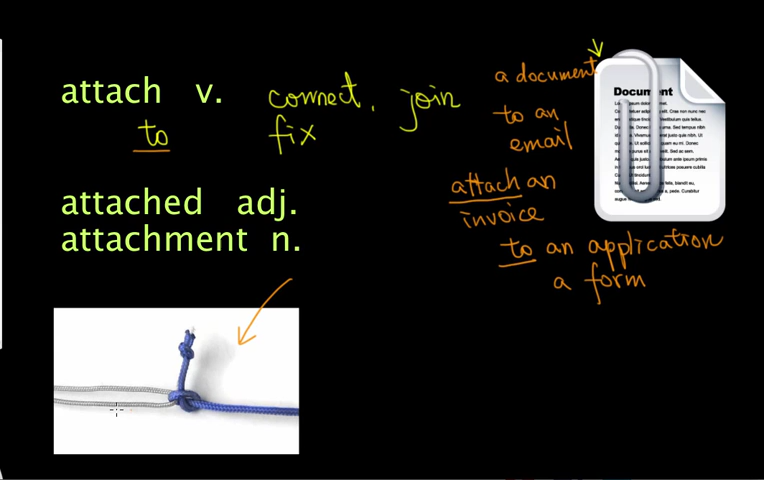 attach v. connect, join
to fix
attached adj.
attachment n.
a document
to an
email
attach an
invoice
to an application
a form
Document